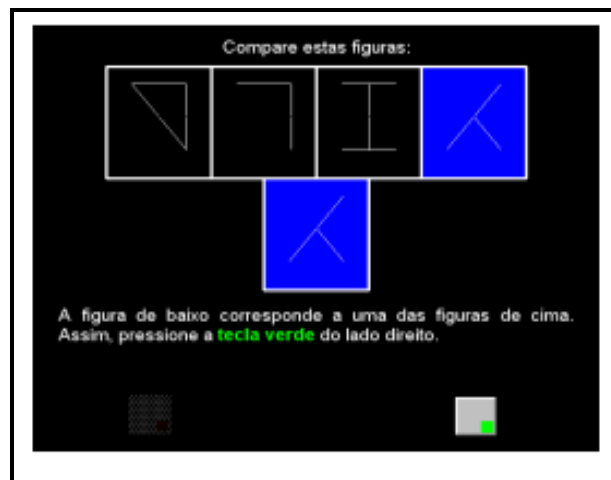 Compare estas figuras:
A figura de baixo corresponde a uma das figuras de cima.
Assim, pressione a tecla verde do lado direito.